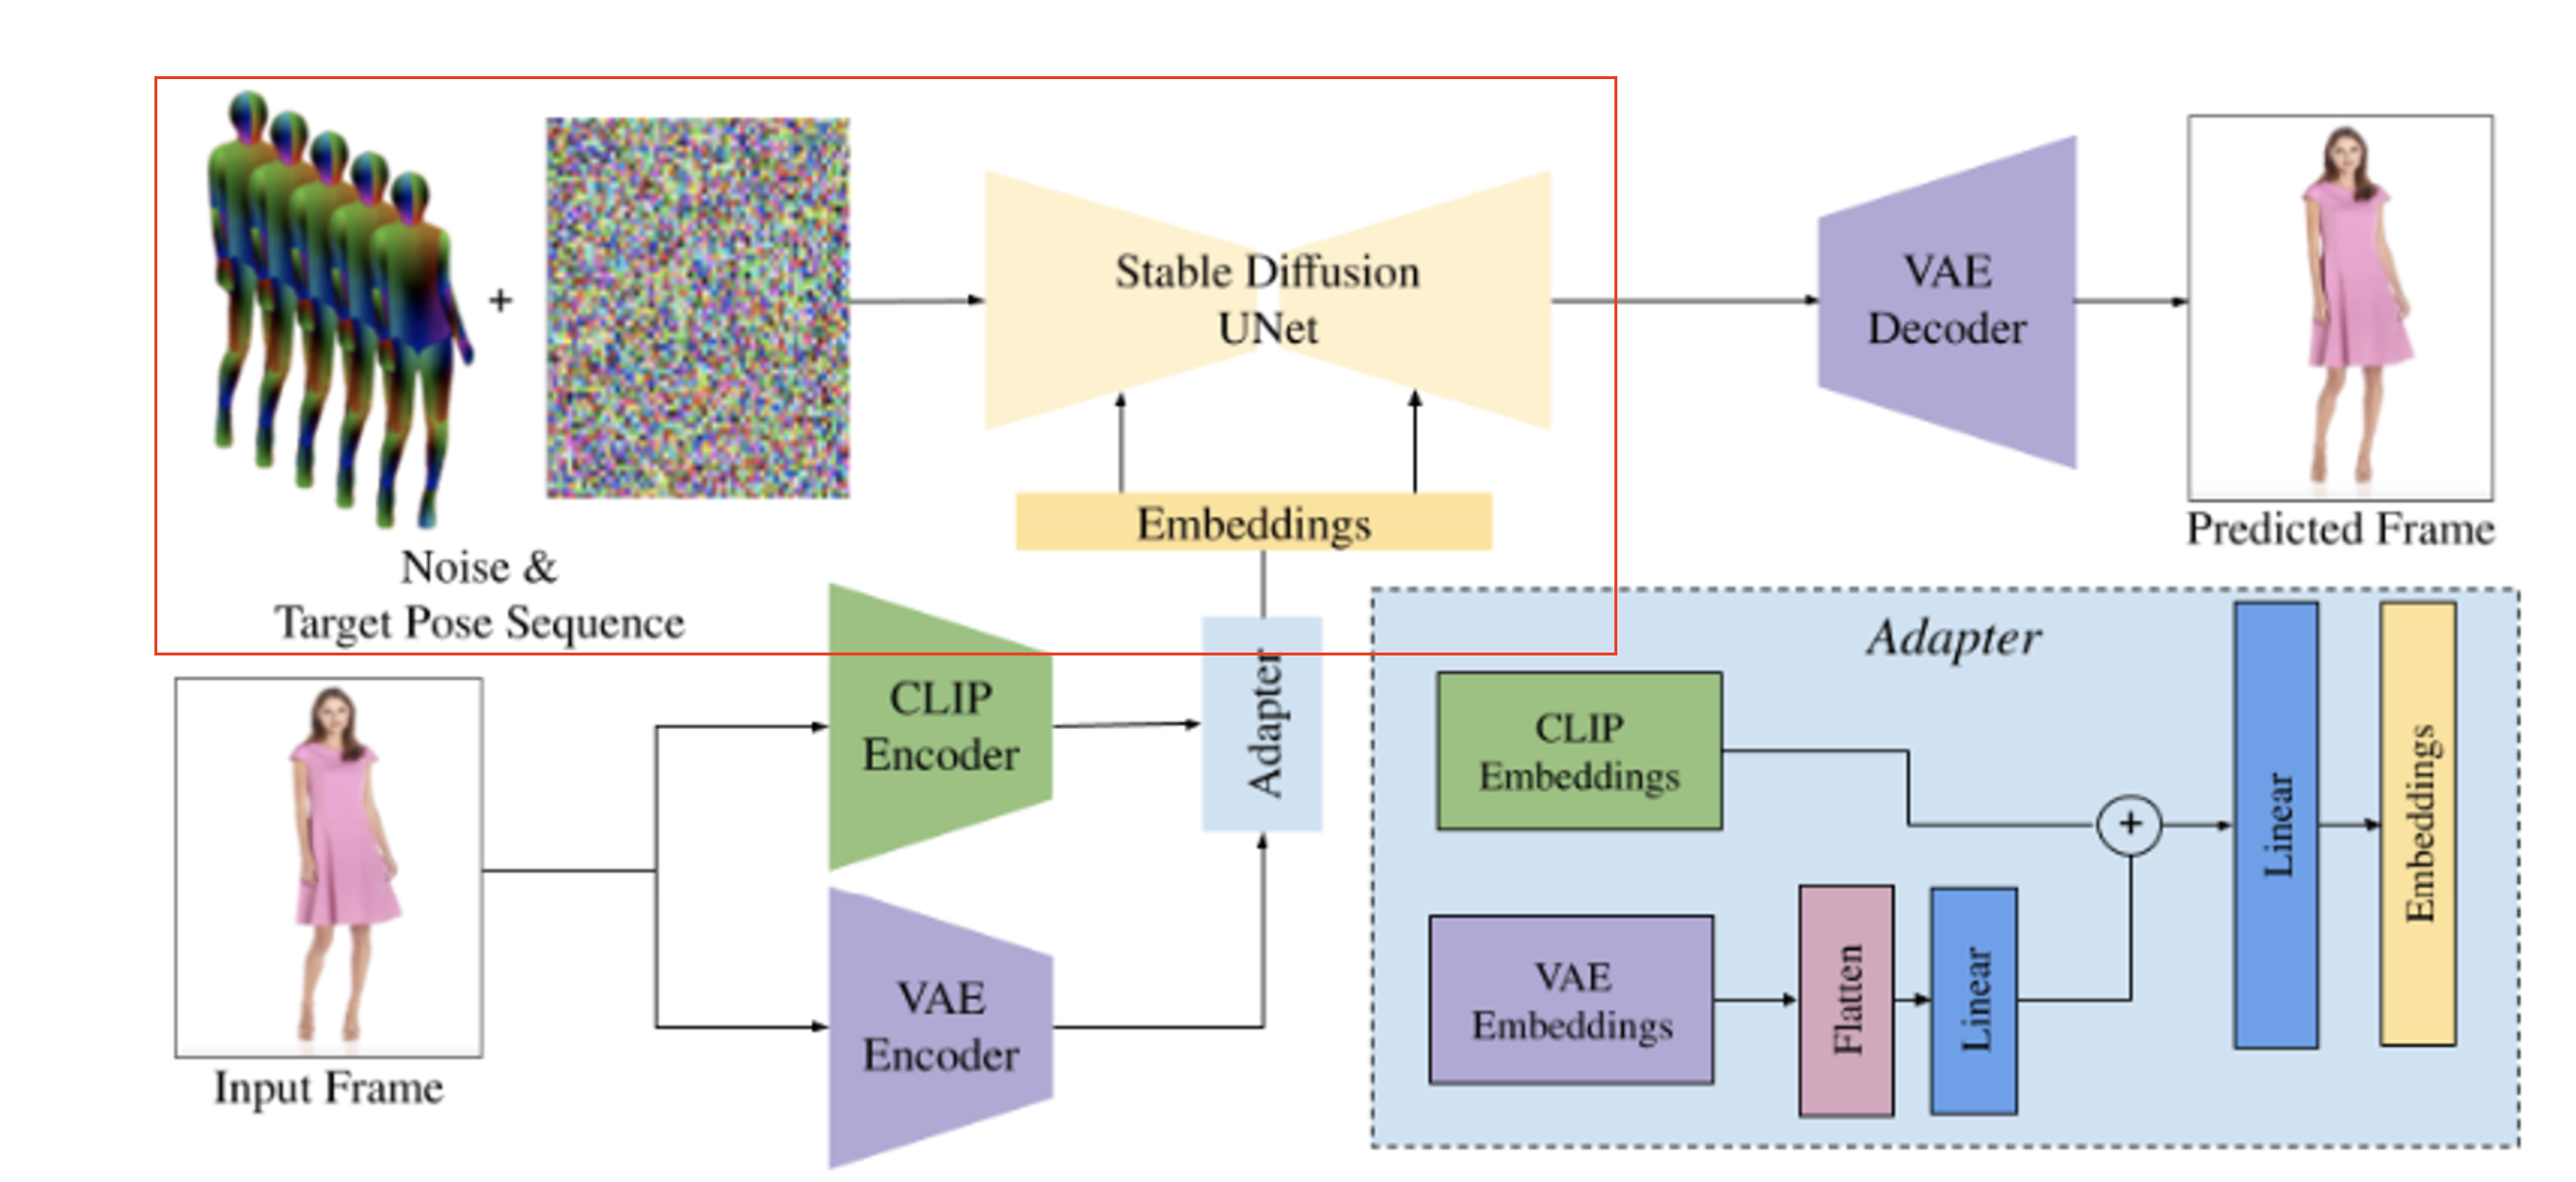 Stable Diffusion
UNet
VAE
Decoder
+
Embeddings
Predicted Frame
Noise &
Target Pose Sequence
CLIP
Encoder
Adapter
VAE
Encoder
Input Frame
Adapter
CLIP
Embeddings
+
Linear
Embeddings
VAE
Embeddings
Flatten
Linear